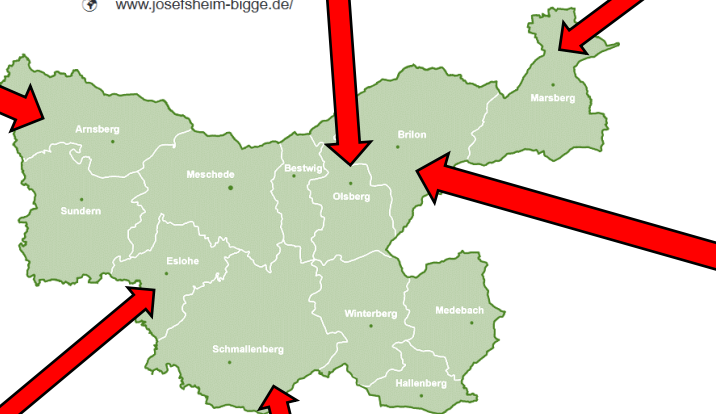 www.josefsheim-bigge.de/
Marsberg
Arnsberg
Brilon
Bestwig
Meschede
Olsberg
Sundern
Eslohe
Winterberg
Medebach
Schmallenberg
Hallenberg